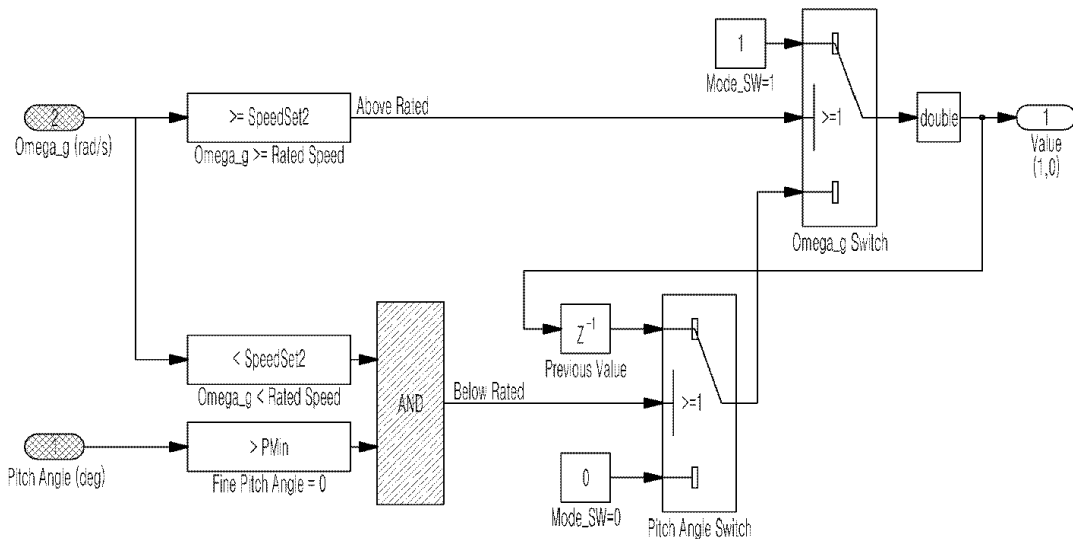 1
Mode_SW=1
2
Omega_g (rad/s)
>= SpeedSet2
Omega_g >= Rated Speed
Above Rated
>=1
Omega_g Switch
double
1
Value
(1,0)
Z⁻¹
Previous Value
< SpeedSet2
Omega_g < Rated Speed
AND
Below Rated
>=1
1
Pitch Angle (deg)
> PMin
Fine Pitch Angle = 0
0
Mode_SW=0
Pitch Angle Switch